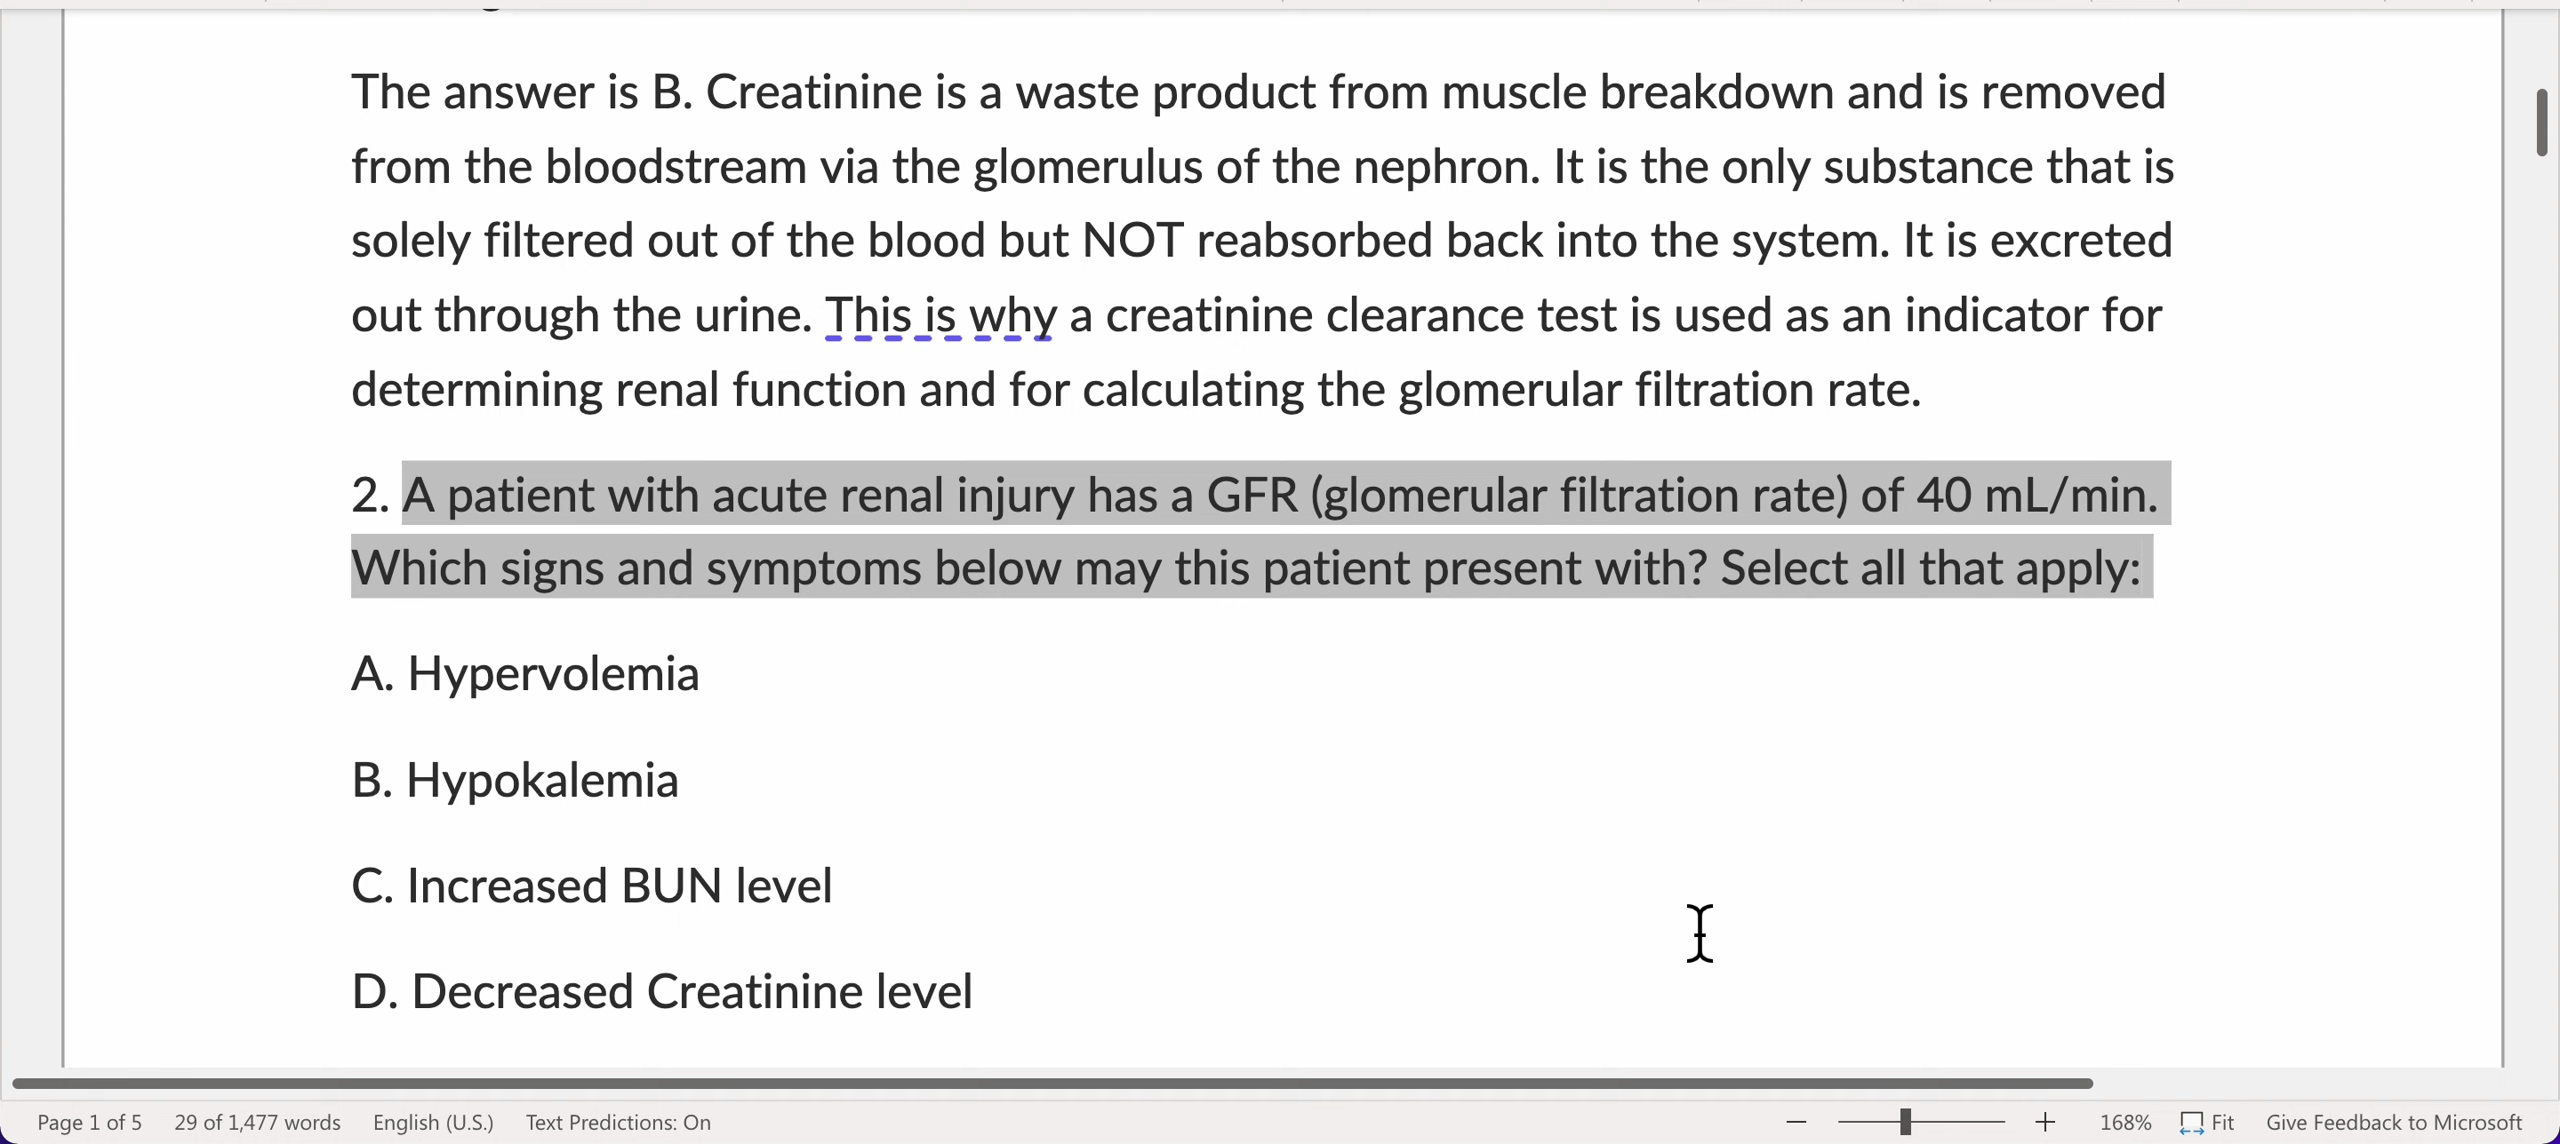 The answer is B. Creatinine is a waste product from muscle breakdown and is removed
from the bloodstream via the glomerulus of the nephron. It is the only substance that is
solely filtered out of the blood but NOT reabsorbed back into the system. It is excreted
out through the urine. This is why a creatinine clearance test is used as an indicator for
determining renal function and for calculating the glomerular filtration rate.
2. A patient with acute renal injury has a GFR (glomerular filtration rate) of 40 mL/min.
Which signs and symptoms below may this patient present with? Select all that apply:
A. Hypervolemia
B. Hypokalemia
C. Increased BUN level
D. Decreased Creatinine level
Page 1 of 5 29 of 1,477 words English (U.S.) Text Predictions: On 168% Fit Give Feedback to Microsoft